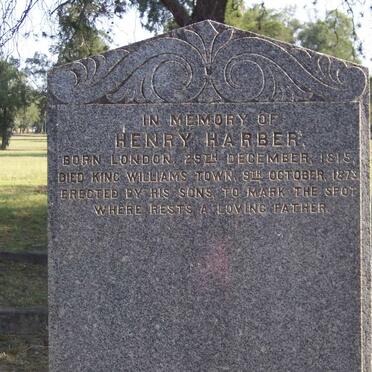 IN MEMORY OF
HENRY HARBER.
BORN LONDON, 29TH DECEMBER, 1815,
DIED KING WILLIAMS TOWN, 9TH OCTOBER, 1873.
ERECTED BY HIS SONS, TO MARK THE SPOT
WHERE RESTS A LOVING FATHER.